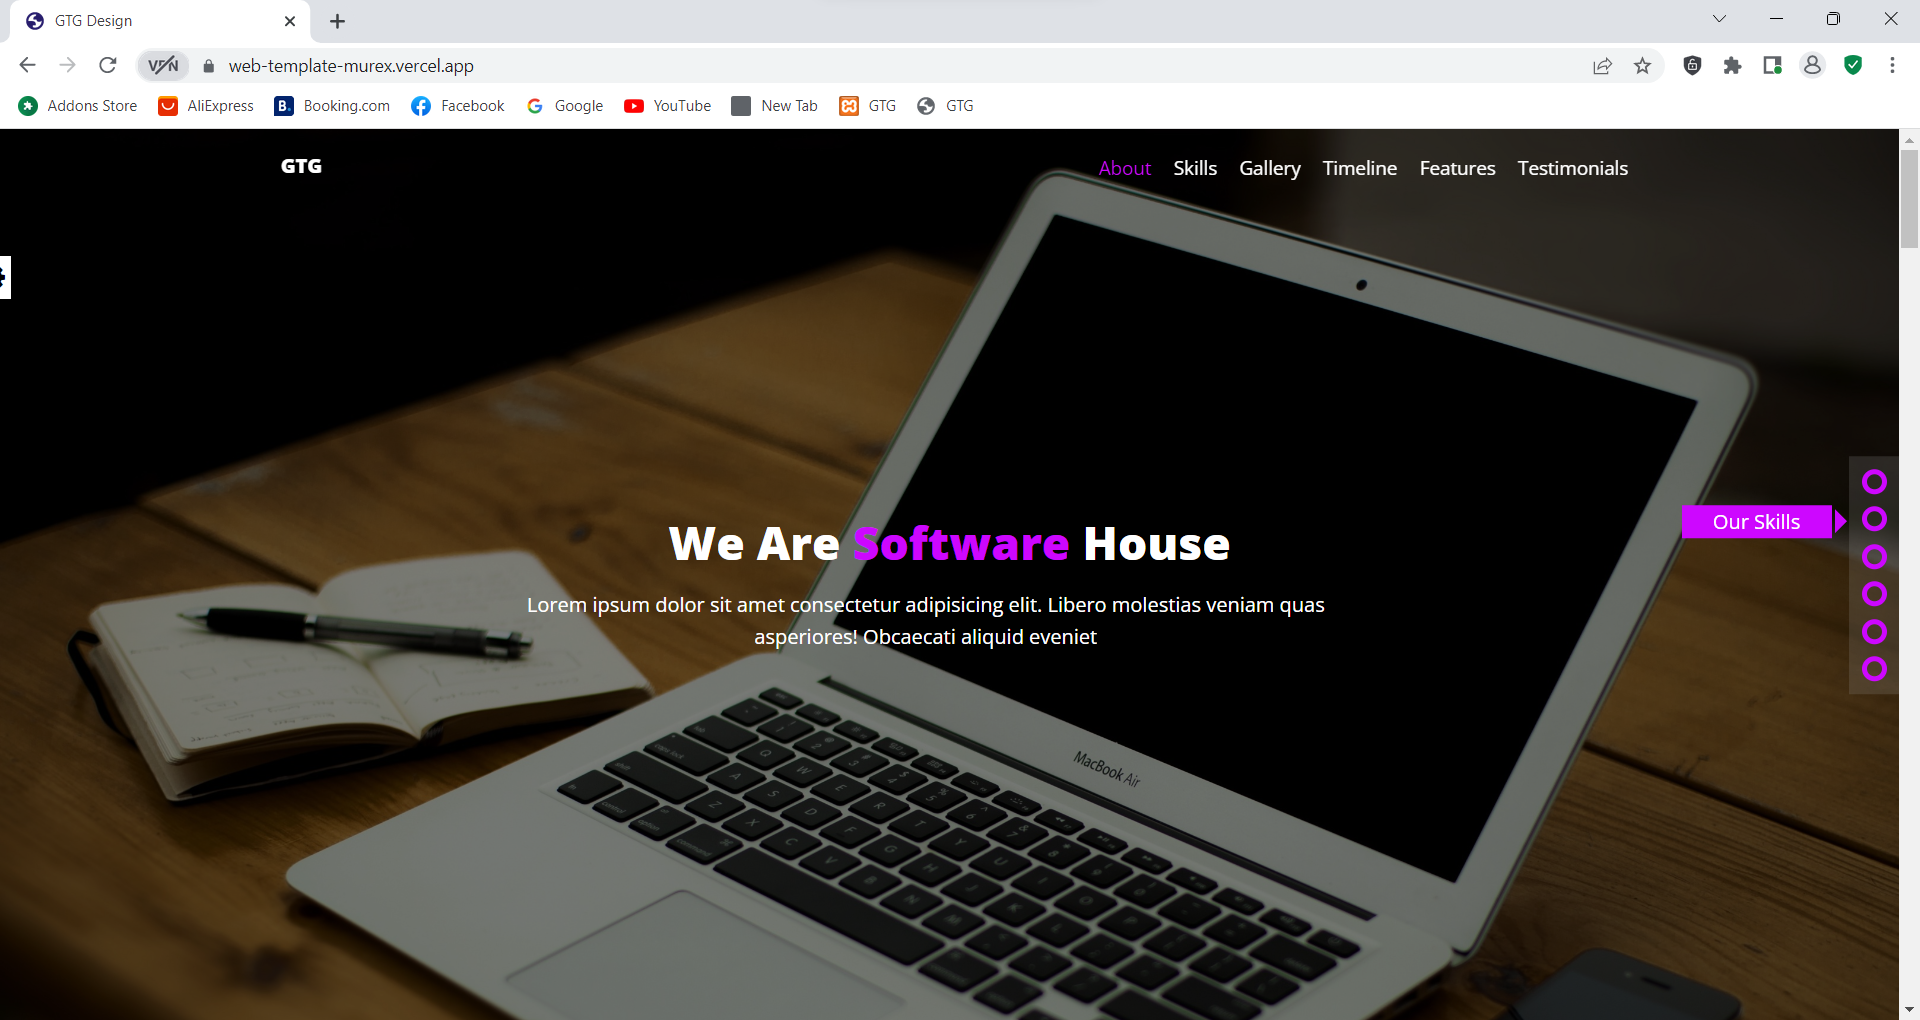 GTG Design
VPN
web-template-murex.vercel.app
Addons Store AliExpress Booking.com Facebook Google YouTube New Tab GTG GTG
GTG
About Skills Gallery Timeline Features Testimonials
Our Skills
We Are Software House
Lorem ipsum dolor sit amet consectetur adipisicing elit. Libero molestias veniam quas
asperiores! Obcaecati aliquid eveniet
MacBook Air